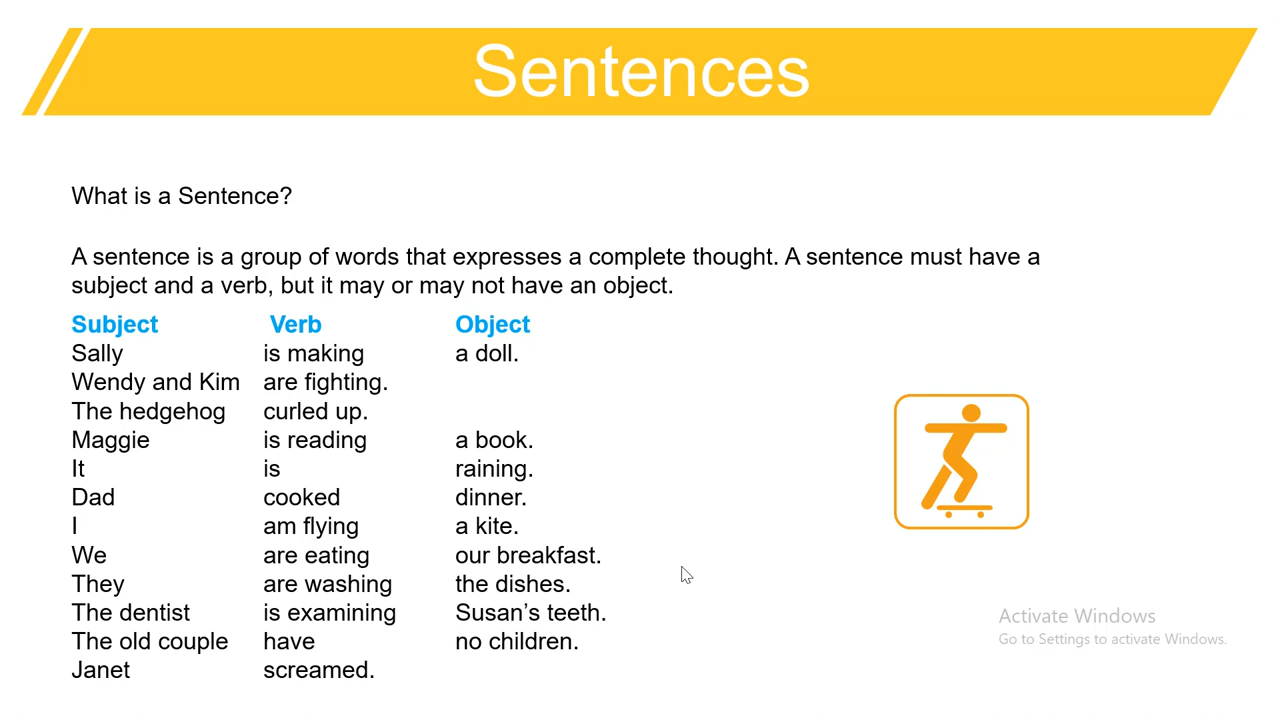 Sentences
What is a Sentence?
A sentence is a group of words that expresses a complete thought. A sentence must have a
subject and a verb, but it may or may not have an object.
Subject Verb Object
Sally is making a doll.
Wendy and Kim are fighting.
The hedgehog curled up.
Maggie is reading a book.
It is raining.
Dad cooked dinner.
I am flying a kite.
We are eating our breakfast.
They are washing the dishes.
The dentist is examining Susan’s teeth.
The old couple have no children.
Janet screamed.
Activate Windows
Go to Settings to activate Windows.